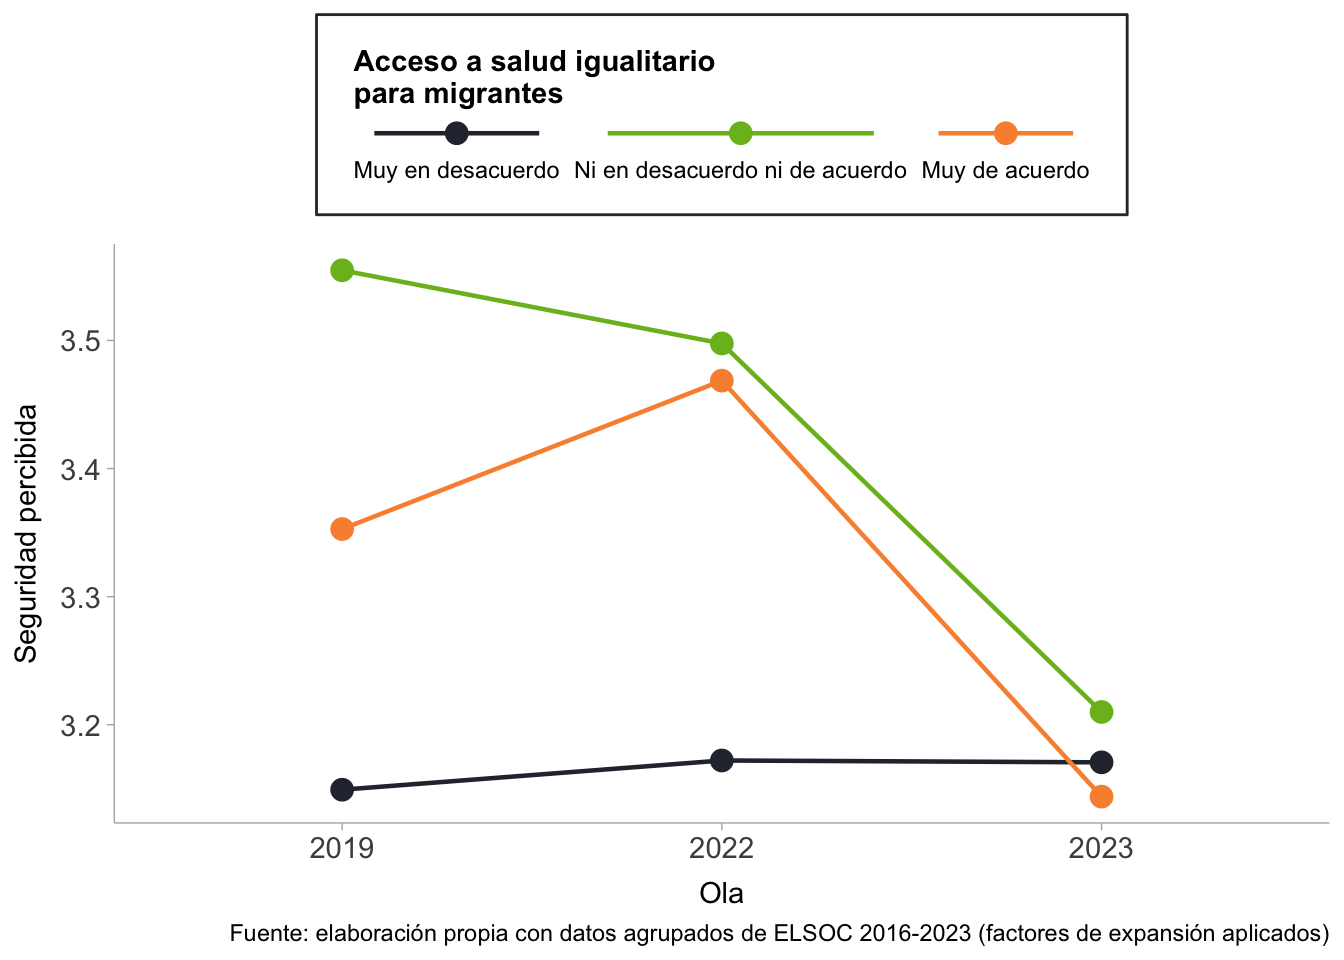 Acceso a salud igualitario
para migrantes
Muy en desacuerdo Ni en desacuerdo ni de acuerdo Muy de acuerdo
Seguridad percibida
3.5
3.4
3.3
3.2
2019 2022 2023
Ola
Fuente: elaboración propia con datos agrupados de ELSOC 2016-2023 (factores de expansión aplicados)